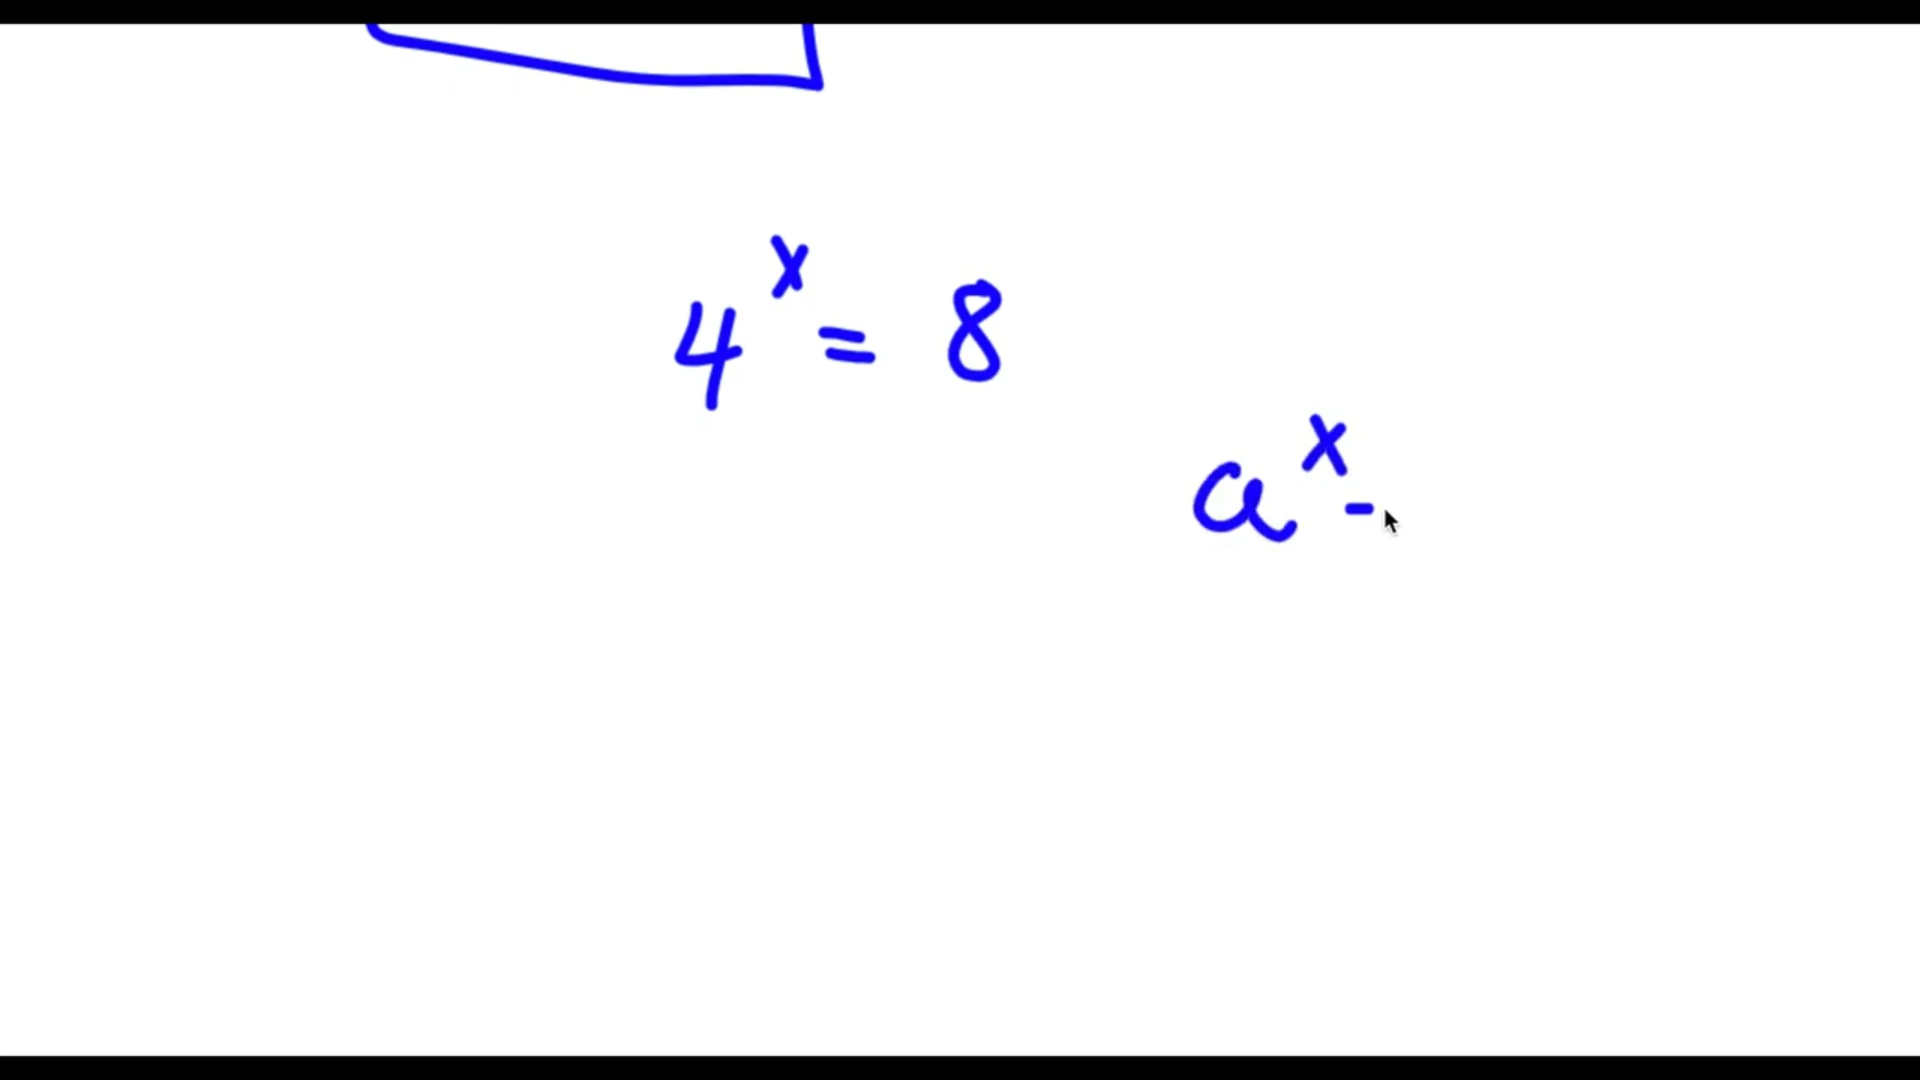 4^x = 8
a^x -